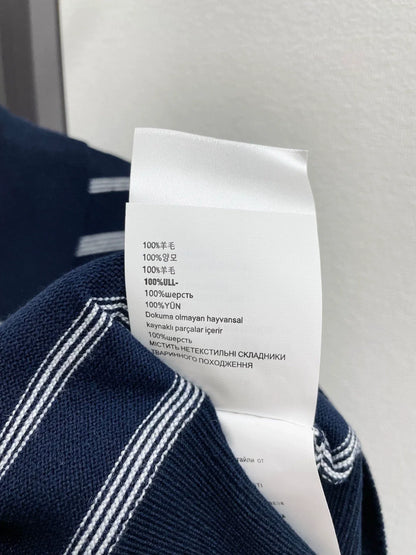 100%羊毛
100%양모
100%羊毛
100%ULL-
100%шерсть
100%YÜN
Dokuma olmayan hayvansal
kaynaklı parçalar içerir
100%шерсть
МІСТИТЬ НЕТЕКСТИЛЬНІ СКЛАДНИКИ
ТВАРИННОГО ПОХОДЖЕННЯ